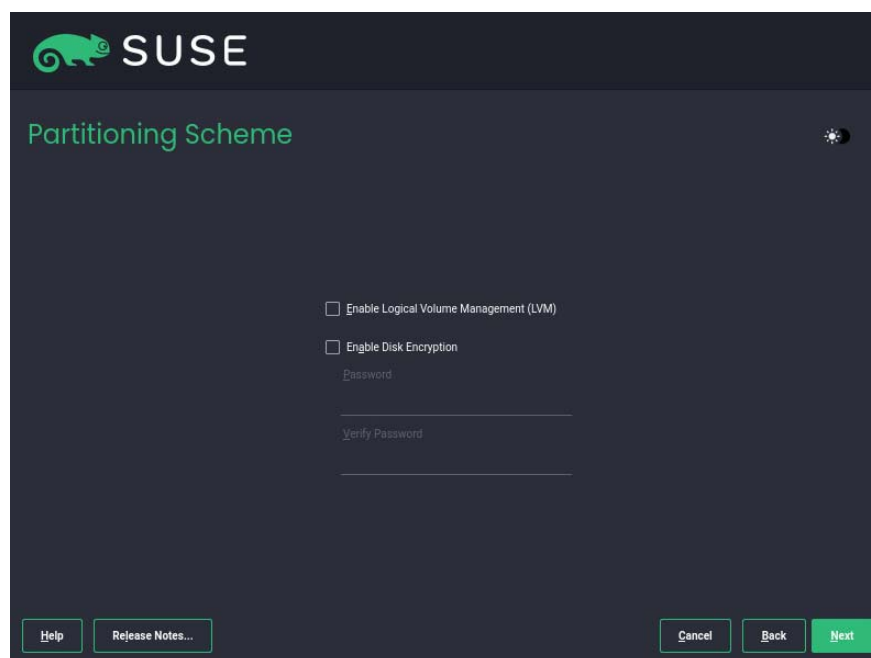 SUSE
Partitioning Scheme
Enable Logical Volume Management (LVM)
Enable Disk Encryption
Password
Verify Password
Help
Release Notes...
Cancel
Back
Next